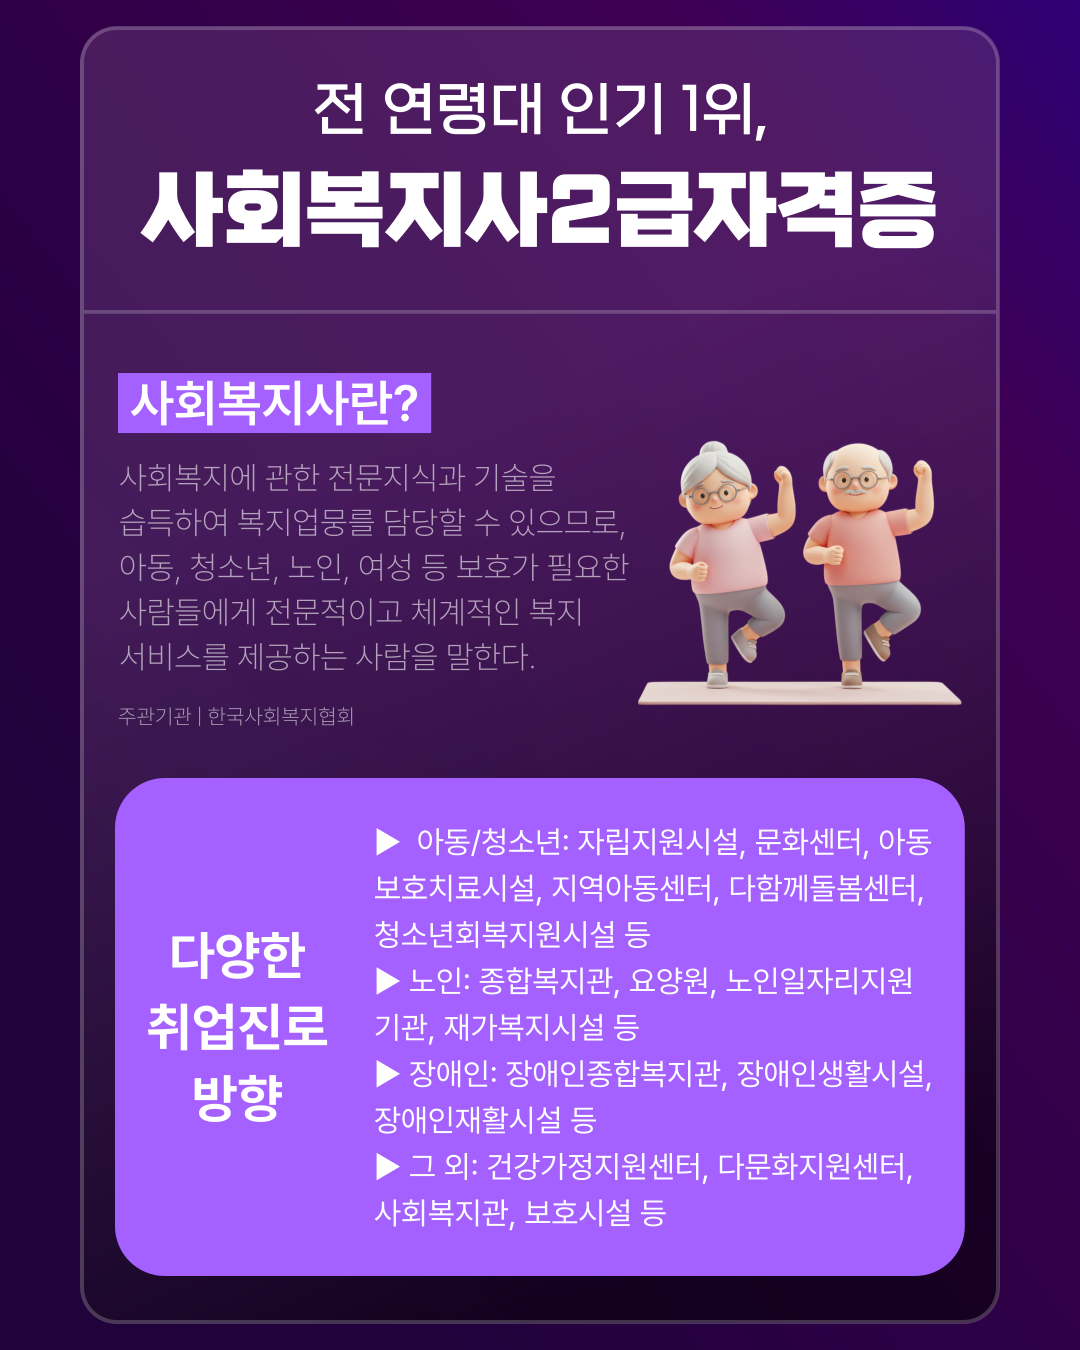 전 연령대 인기 1위,
사회복지사2급자격증
사회복지사란?
사회복지에 관한 전문지식과 기술을
습득하여 복지업뭉를 담당할 수 있으므로,
아동, 청소년, 노인, 여성 등 보호가 필요한
사람들에게 전문적이고 체계적인 복지
서비스를 제공하는 사람을 말한다.
주관기관 | 한국사회복지협회
다양한
취업진로
방향
▶ 아동/청소년: 자립지원시설, 문화센터, 아동
보호치료시설, 지역아동센터, 다함께돌봄센터,
청소년회복지원시설 등
▶ 노인: 종합복지관, 요양원, 노인일자리지원
기관, 재가복지시설 등
▶ 장애인: 장애인종합복지관, 장애인생활시설,
장애인재활시설 등
▶ 그 외: 건강가정지원센터, 다문화지원센터,
사회복지관, 보호시설 등